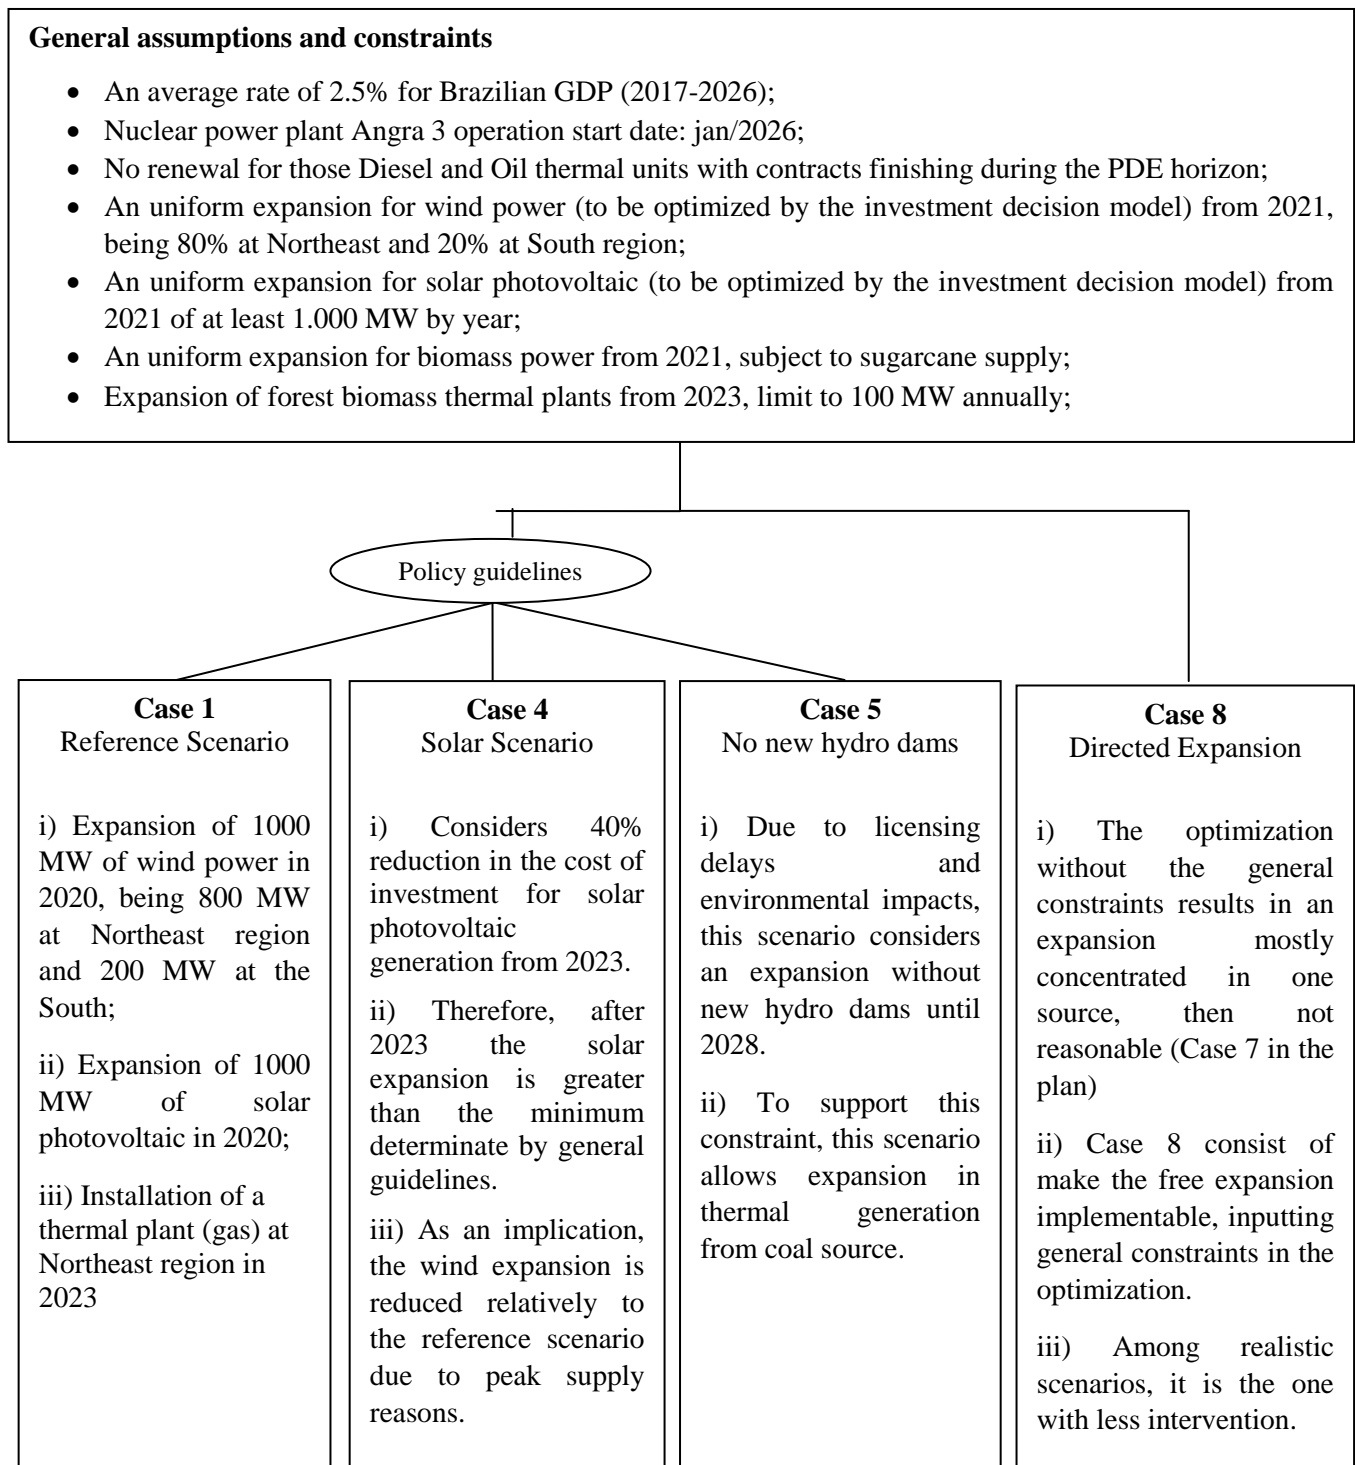 General assumptions and constraints
• An average rate of 2.5% for Brazilian GDP (2017-2026);
• Nuclear power plant Angra 3 operation start date: jan/2026;
• No renewal for those Diesel and Oil thermal units with contracts finishing during the PDE horizon;
• An uniform expansion for wind power (to be optimized by the investment decision model) from 2021,
being 80% at Northeast and 20% at South region;
• An uniform expansion for solar photovoltaic (to be optimized by the investment decision model) from
2021 of at least 1.000 MW by year;
• An uniform expansion for biomass power from 2021, subject to sugarcane supply;
• Expansion of forest biomass thermal plants from 2023, limit to 100 MW annually;
Policy guidelines
Case 1
Reference Scenario
i) Expansion of 1000
MW of wind power in
2020, being 800 MW
at Northeast region
and 200 MW at the
South;
ii) Expansion of 1000
MW of solar
photovoltaic in 2020;
iii) Installation of a
thermal plant (gas) at
Northeast region in
2023
Case 4
Solar Scenario
i) Considers 40%
reduction in the cost of
investment for solar
photovoltaic
generation from 2023.
ii) Therefore, after
2023 the solar
expansion is greater
than the minimum
determinate by general
guidelines.
iii) As an implication,
the wind expansion is
reduced relatively to
the reference scenario
due to peak supply
reasons.
Case 5
No new hydro dams
i) Due to licensing
delays and
environmental impacts,
this scenario considers
an expansion without
new hydro dams until
2028.
ii) To support this
constraint, this scenario
allows expansion in
thermal generation
from coal source.
Case 8
Directed Expansion
i) The optimization
without the general
constraints results in an
expansion mostly
concentrated in one
source, then not
reasonable (Case 7 in the
plan)
ii) Case 8 consist of
make the free expansion
implementable, inputting
general constraints in the
optimization.
iii) Among realistic
scenarios, it is the one
with less intervention.